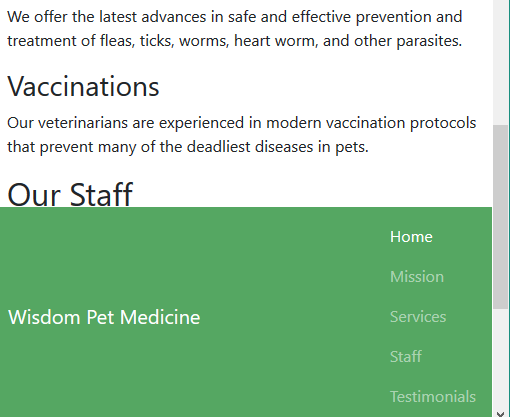 We offer the latest advances in safe and effective prevention and
treatment of fleas, ticks, worms, heart worm, and other parasites.
Vaccinations
Our veterinarians are experienced in modern vaccination protocols
that prevent many of the deadliest diseases in pets.
Our Staff
Home
Mission
Wisdom Pet Medicine
Services
Staff
Testimonials